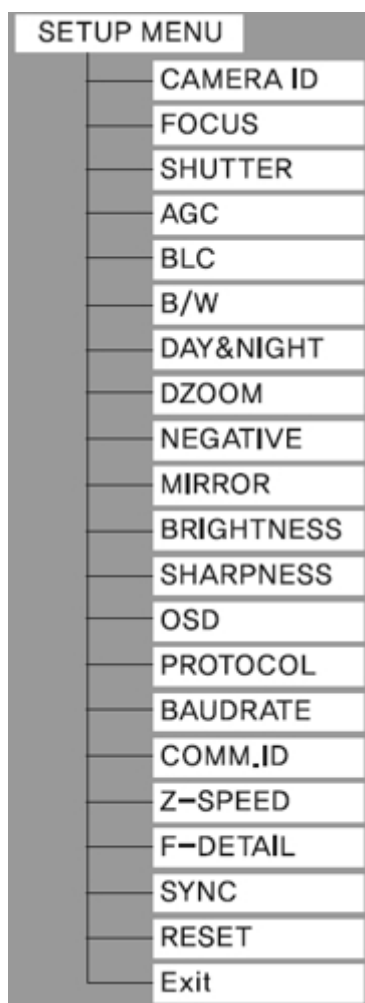 SETUP MENU
CAMERA ID
FOCUS
SHUTTER
AGC
BLC
B/W
DAY&NIGHT
DZOOM
NEGATIVE
MIRROR
BRIGHTNESS
SHARPNESS
OSD
PROTOCOL
BAUDRATE
COMM.ID
Z-SPEED
F-DETAIL
SYNC
RESET
Exit